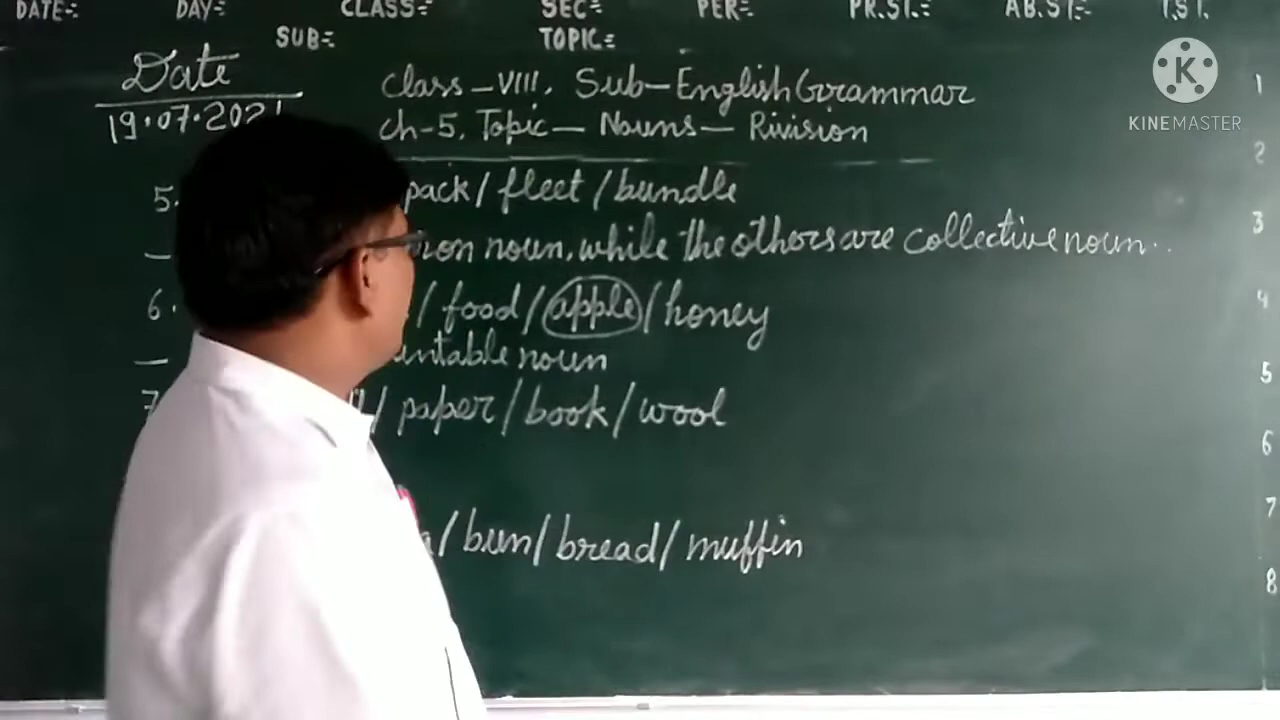 DATE=: DAY= CLASS= SEC= PER= PR.ST.= AB.ST=. T.ST.
SUB= TOPIC=
Date
19.07.2021
Class-VIII. Sub-English Grammar
Ch-5. Topic- Nouns- Rivision
KINEMASTER
1
2
3
4
5
6
7
8
5. pack/ fleet/ bundle
- noun, while the others are collective noun..
6. / food/ apple/ honey
- noun
7 / paper/ book/ wool
/ bun/ bread/ muffin